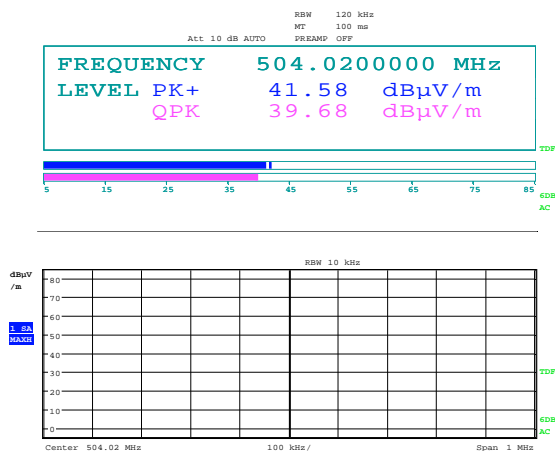 RBW 120 kHz
MT 100 ms
Att 10 dB AUTO PREAMP OFF
FREQUENCY 504.0200000 MHz
LEVEL PK+ 41.58 dBµV/m
QPK 39.68 dBµV/m
TDF
5 15 25 35 45 55 65 75 85
6DB
AC
RBW 10 kHz
dBµV
/m
80
70
60
1 SA
MAXH
50
40
30
TDF
20
10
6DB
0
AC
Center 504.02 MHz 100 kHz/ Span 1 MHz